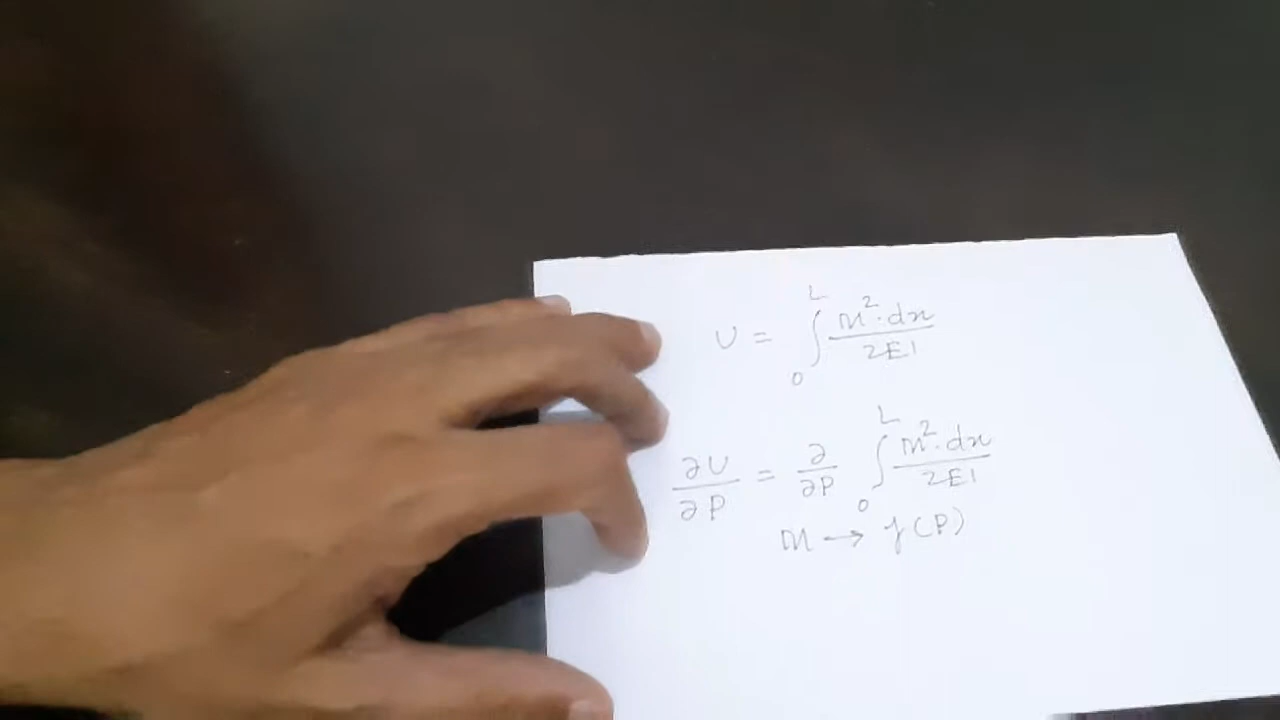 U = ∫₀ᴸ M²·dx / 2EI
∂U/∂P = ∂/∂P ∫₀ᴸ M²·dx / 2EI
M → f(P)